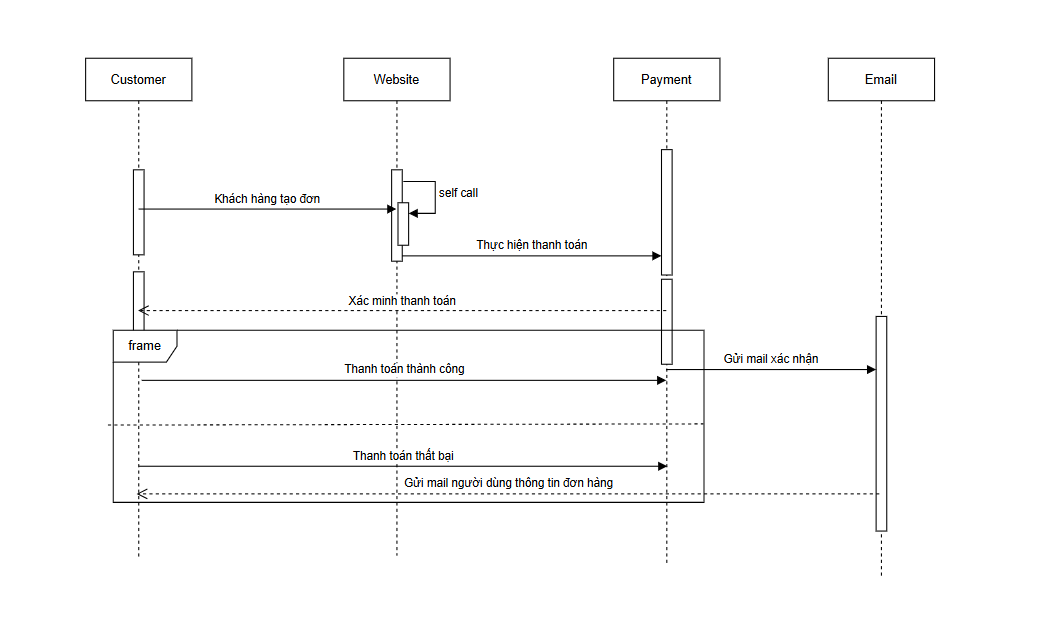 Customer
Website
Payment
Email
self call
Khách hàng tạo đơn
Thực hiện thanh toán
Xác minh thanh toán
frame
Gửi mail xác nhận
Thanh toán thành công
Thanh toán thất bại
Gửi mail người dùng thông tin đơn hàng